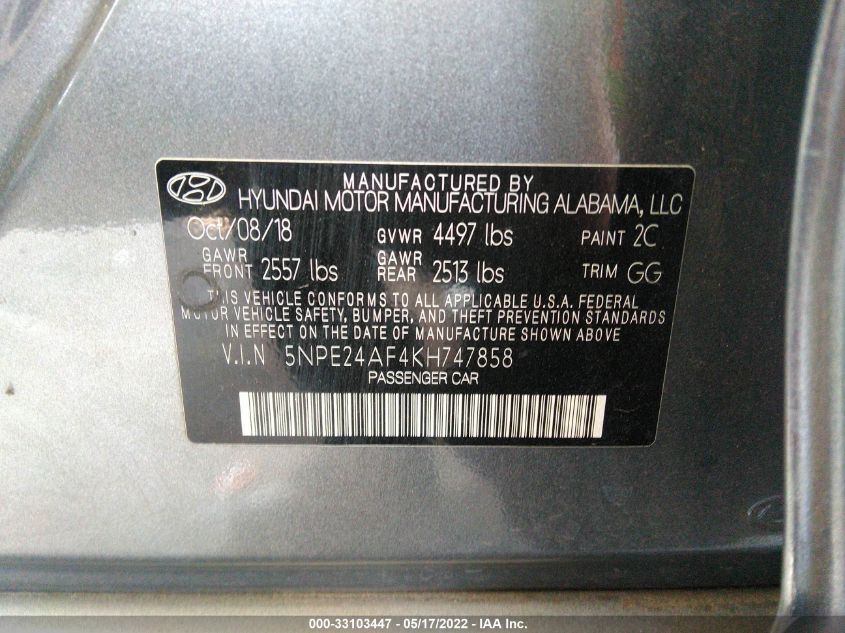 MANUFACTURED BY
HYUNDAI MOTOR MANUFACTURING ALABAMA, LLC
Oct/08/18 GVWR 4497 lbs PAINT 2C
GAWR FRONT 2557 lbs GAWR REAR 2513 lbs TRIM GG
THIS VEHICLE CONFORMS TO ALL APPLICABLE U.S.A. FEDERAL
MOTOR VEHICLE SAFETY, BUMPER, AND THEFT PREVENTION STANDARDS
IN EFFECT ON THE DATE OF MANUFACTURE SHOWN ABOVE
V.I.N 5NPE24AF4KH747858
PASSENGER CAR
000-33103447 - 05/17/2022 - IAA Inc.